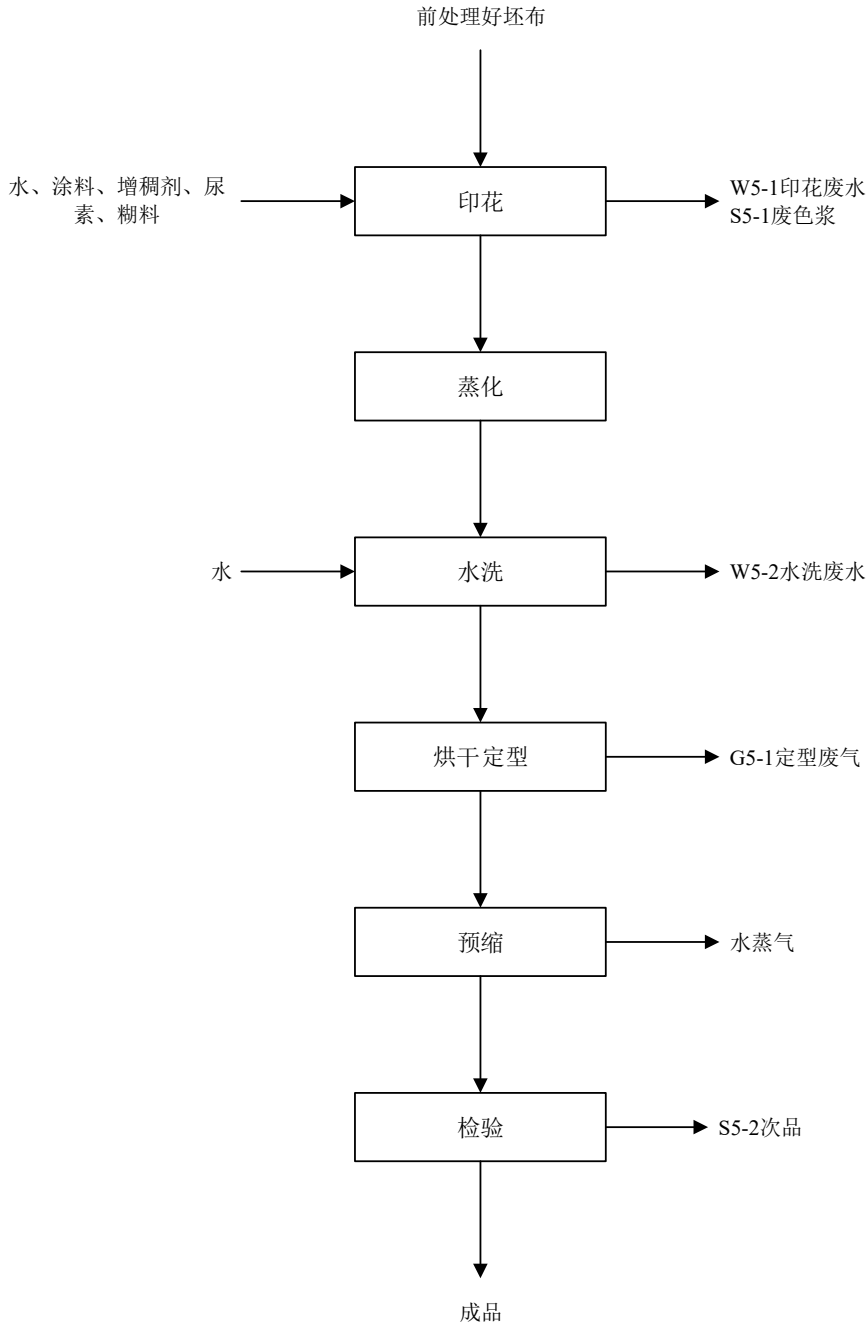 前处理好坯布
水、涂料、增稠剂、尿
素、糊料
印花
W5-1印花废水
S5-1废色浆
蒸化
水
水洗
W5-2水洗废水
烘干定型
G5-1定型废气
预缩
水蒸气
检验
S5-2次品
成品